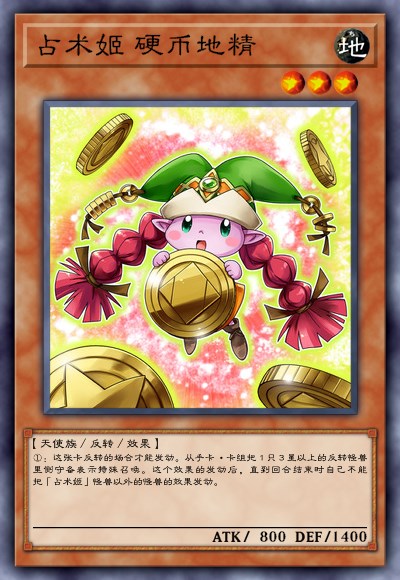 占术姬 硬币地精
地
【天使族／反转／效果】
①：这张卡反转的场合才能发动。从手卡·卡组把1只3星以上的反转怪兽
里侧守备表示特殊召唤。这个效果的发动后，直到回合结束时自己不能
把「占术姬」怪兽以外的怪兽的效果发动。
ATK/ 800 DEF/1400